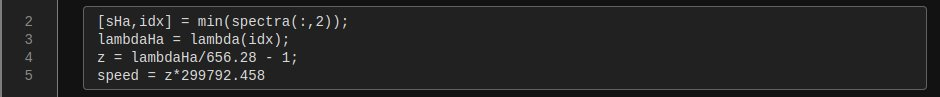 2 [sHa,idx] = min(spectra(:,2));
3 lambdaHa = lambda(idx);
4 z = lambdaHa/656.28 - 1;
5 speed = z*299792.458